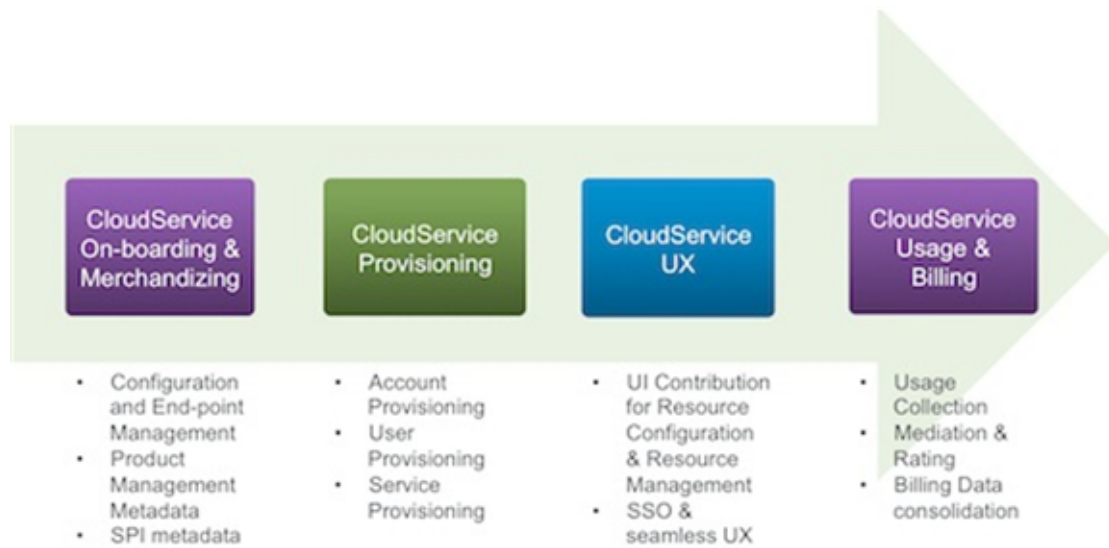 CloudService
On-boarding &
Merchandizing
CloudService
Provisioning
CloudService
UX
CloudService
Usage &
Billing
• Configuration
and End-point
Management
• Product
Management
Metadata
• SPI metadata
• Account
Provisioning
• User
Provisioning
• Service
Provisioning
• UI Contribution
for Resource
Configuration
& Resource
Management
• SSO &
seamless UX
• Usage
Collection
• Mediation &
Rating
• Billing Data
consolidation